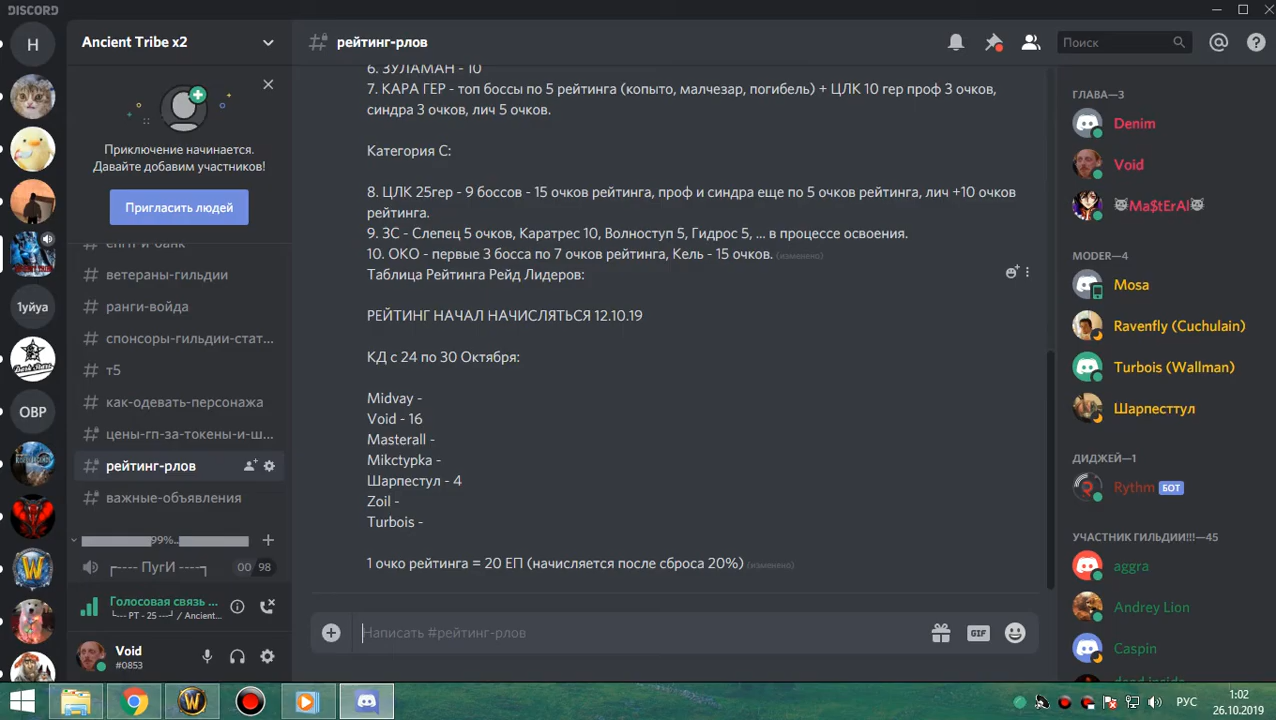 DISCORD
H
1уйуа
OBP
Ancient Tribe x2
Приключение начинается.
Давайте добавим участников!
Пригласить людей
ветераны-гильдии
ранги-войда
спонсоры-гильдии-стат...
т5
как-одевать-персонажа
цены-гп-за-токены-и-ш...
рейтинг-рлов
важные-объявления
99%..
┌---- ПугИ ----┐
00 / 98
Голосовая связь ...
└--- РТ - 25 ---┘ / Ancient...
Void
#0853
рейтинг-рлов
Поиск
6. ЗУЛАМАН - 10
7. КАРА ГЕР - топ боссы по 5 рейтинга (копыто, малчезар, погибель) + ЦЛК 10 гер проф 3 очков,
синдра 3 очков, лич 5 очков.
Категория С:
8. ЦЛК 25гер - 9 боссов - 15 очков рейтинга, проф и синдра еще по 5 очков рейтинга, лич +10 очков
рейтинга.
9. ЗС - Слепец 5 очков, Каратрес 10, Волноступ 5, Гидрос 5, ... в процессе освоения.
10. ОКО - первые 3 босса по 7 очков рейтинга, Кель - 15 очков. (изменено)
Таблица Рейтинга Рейд Лидеров:
РЕЙТИНГ НАЧАЛ НАЧИСЛЯТЬСЯ 12.10.19
КД с 24 по 30 Октября:
Midvay -
Void - 16
Masterall -
Mikctypka -
Шарпестул - 4
Zoil -
Turbois -
1 очко рейтинга = 20 ЕП (начисляется после сброса 20%) (изменено)
Написать #рейтинг-рлов
GIF
ГЛАВА—3
Denim
Void
Ma$tErAl
MODER—4
Mosa
Ravenfly (Cuchulain)
Turbois (Wallman)
Шарпесттул
ДИДЖЕЙ—1
Rythm БОТ
УЧАСТНИК ГИЛЬДИИ!!!—45
aggra
Andrey Lion
Caspin
РУС
1:02
26.10.2019